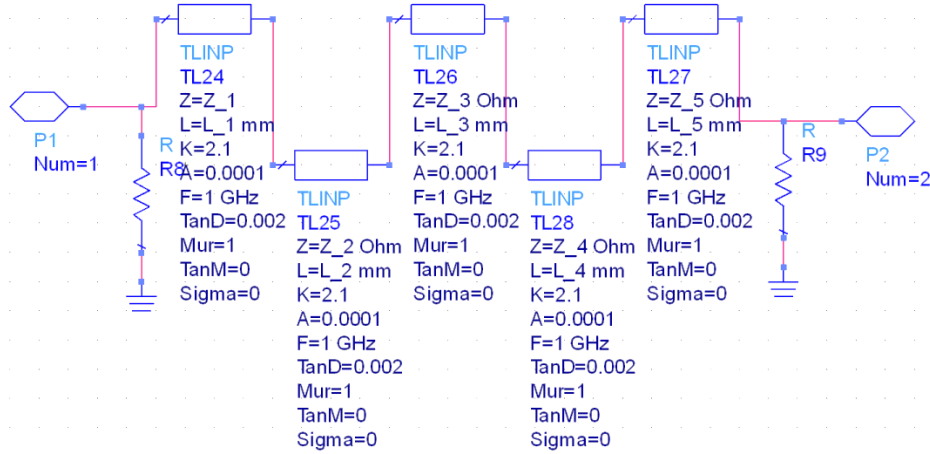 P1
Num=1
R
R8
TLINP
TL24
Z=Z_1
L=L_1 mm
K=2.1
A=0.0001
F=1 GHz
TanD=0.002
Mur=1
TanM=0
Sigma=0
TLINP
TL25
Z=Z_2 Ohm
L=L_2 mm
K=2.1
A=0.0001
F=1 GHz
TanD=0.002
Mur=1
TanM=0
Sigma=0
TLINP
TL26
Z=Z_3 Ohm
L=L_3 mm
K=2.1
A=0.0001
F=1 GHz
TanD=0.002
Mur=1
TanM=0
Sigma=0
TLINP
TL28
Z=Z_4 Ohm
L=L_4 mm
K=2.1
A=0.0001
F=1 GHz
TanD=0.002
Mur=1
TanM=0
Sigma=0
TLINP
TL27
Z=Z_5 Ohm
L=L_5 mm
K=2.1
A=0.0001
F=1 GHz
TanD=0.002
Mur=1
TanM=0
Sigma=0
R
R9
P2
Num=2